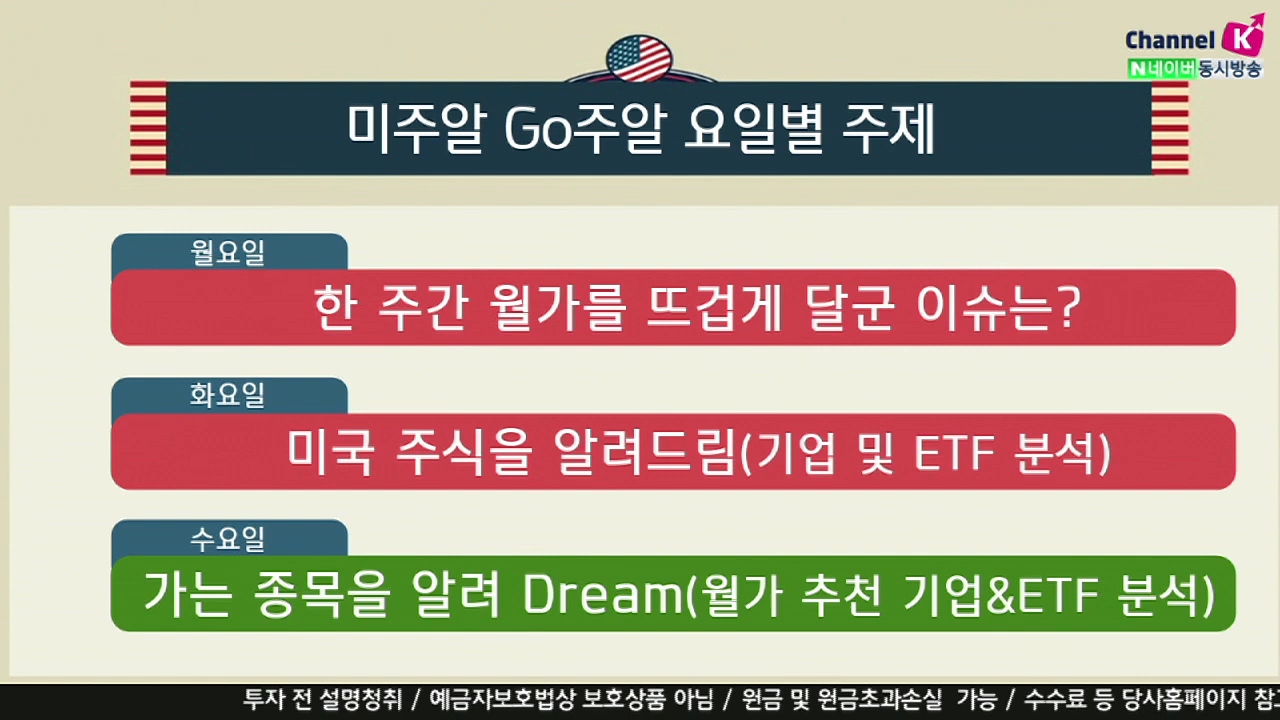 Channel K
N네이버 동시방송
미주알 Go주알 요일별 주제
월요일
한 주간 월가를 뜨겁게 달군 이슈는?
화요일
미국 주식을 알려드림(기업 및 ETF 분석)
수요일
가는 종목을 알려 Dream(월가 추천 기업&ETF 분석)
투자 전 설명청취 / 예금자보호법상 보호상품 아님 / 원금 및 원금초과손실 가능 / 수수료 등 당사홈페이지 참